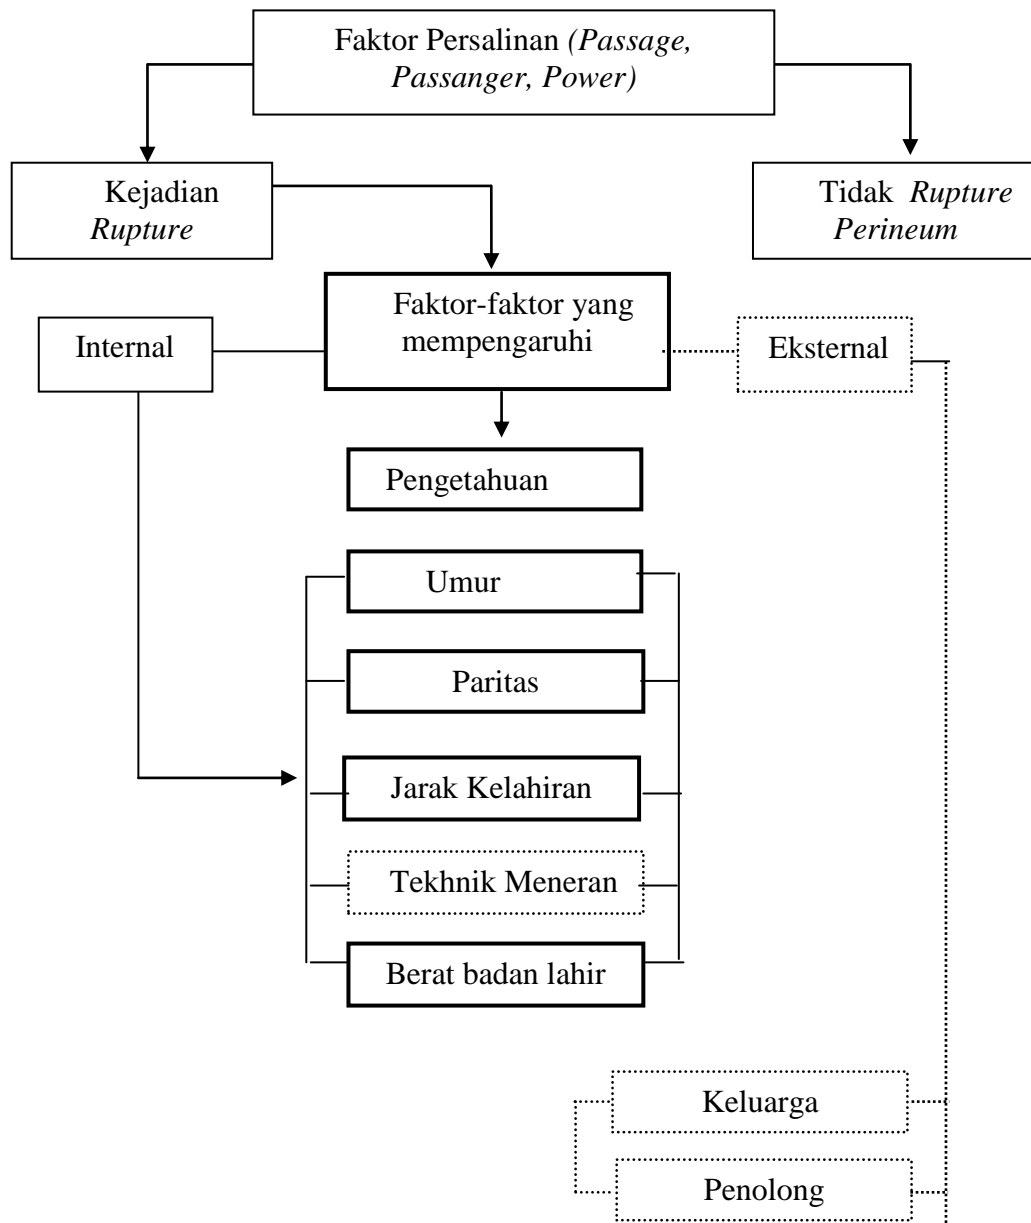 Faktor Persalinan (Passage,
Passanger, Power)
Kejadian
Rupture
Tidak Rupture
Perineum
Faktor-faktor yang
mempengaruhi
Internal
Eksternal
Pengetahuan
Umur
Paritas
Jarak Kelahiran
Tekhnik Meneran
Berat badan lahir
Keluarga
Penolong